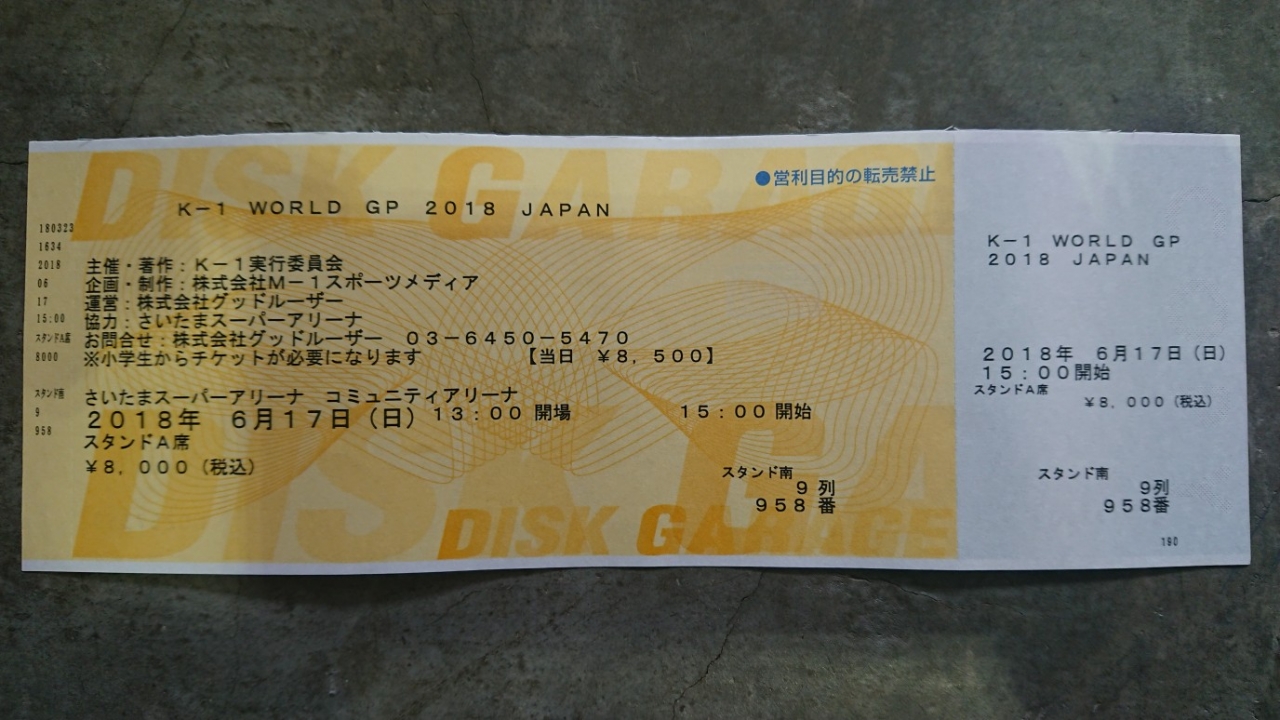 DISK GARAGE
●営利目的の転売禁止
K−1 WORLD GP 2018 JAPAN
180323
1634
2018
06
17
15:00
スタンドA席
8000
スタンド南
9
958
主催・著作：K−1実行委員会
企画・制作：株式会社M−1スポーツメディア
運営：株式会社グッドルーザー
協力：さいたまスーパーアリーナ
お問合せ：株式会社グッドルーザー 03−6450−5470
※小学生からチケットが必要になります 【当日 ￥8，500】
さいたまスーパーアリーナ コミュニティアリーナ
2018年 6月17日（日）13：00 開場 15：00 開始
スタンドA席
￥8，000（税込）
スタンド南
9 列
958 番
DISK GA
DISK GARAGE
K−1 WORLD GP
2018 JAPAN
2018年 6月17日（日）
15：00開始
スタンドA席
￥8，000（税込）
スタンド南
9列
958番
190